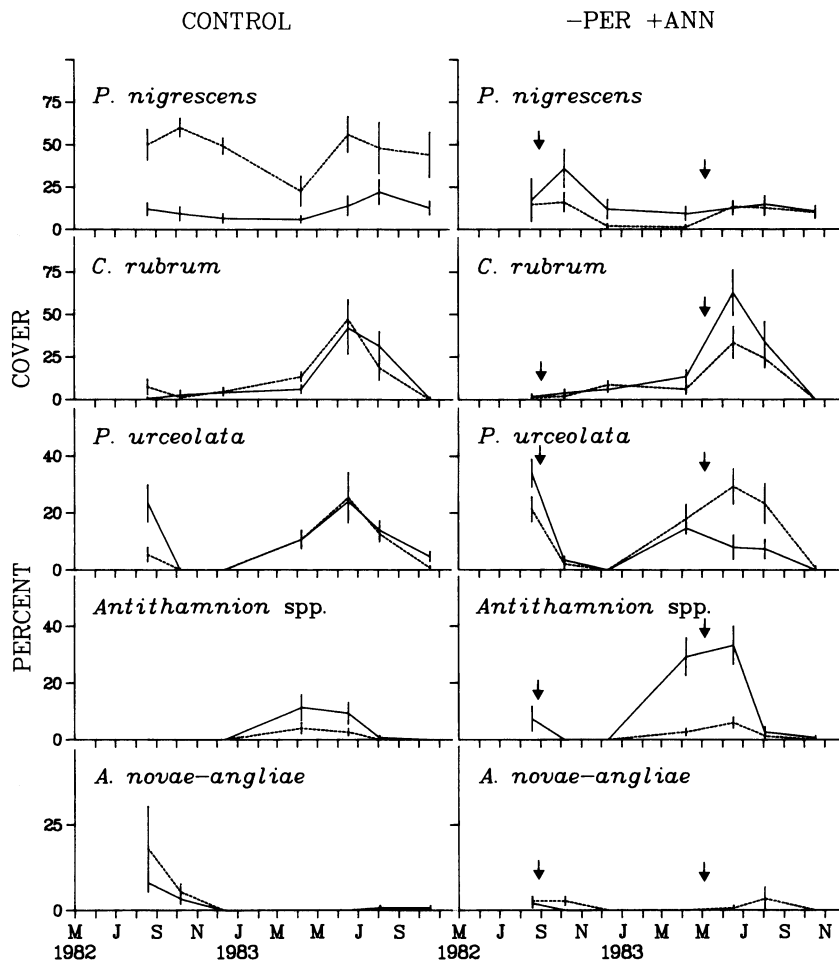 CONTROL
-PER +ANN
COVER
PERCENT
P. nigrescens
75
50
25
0
P. nigrescens
C. rubrum
75
50
25
0
C. rubrum
P. urceolata
40
20
0
P. urceolata
Antithamnion spp.
40
20
0
Antithamnion spp.
A. novae-angliae
25
0
A. novae-angliae
M J S N M M J S
1982 1983
M J S N M M J S N
1982 1983